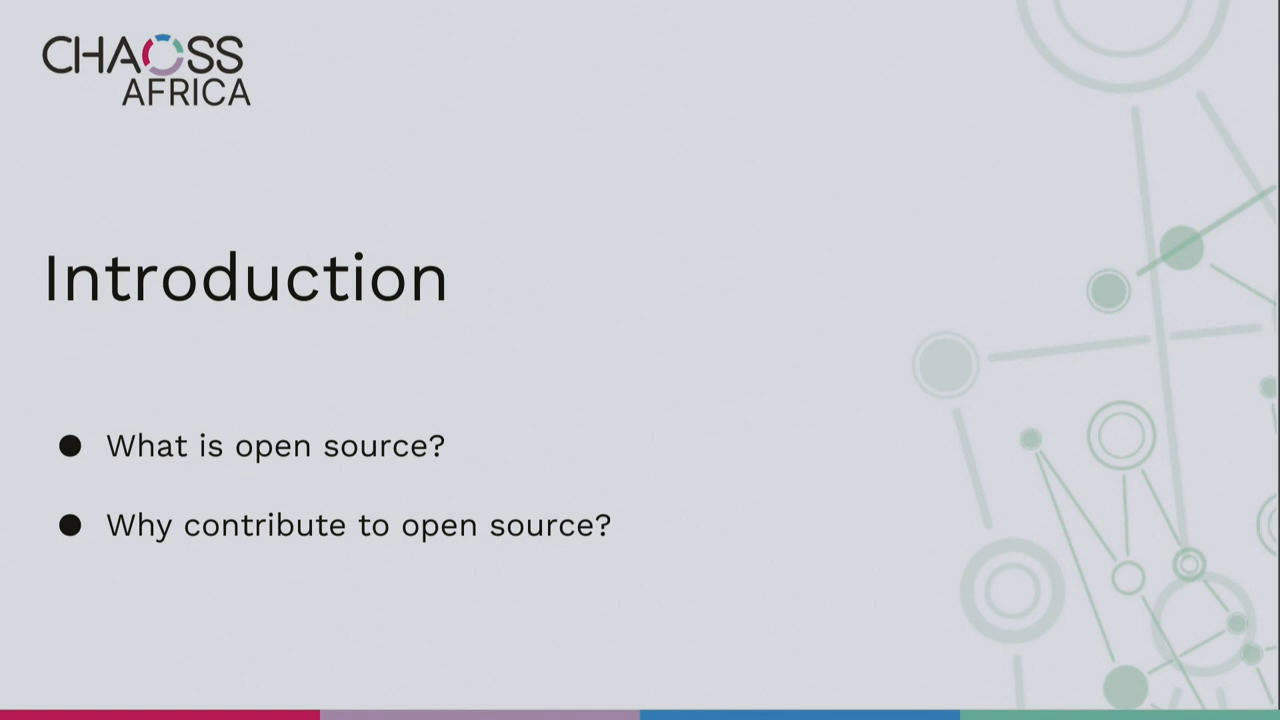 CHAOSS
AFRICA
Introduction
● What is open source?
● Why contribute to open source?